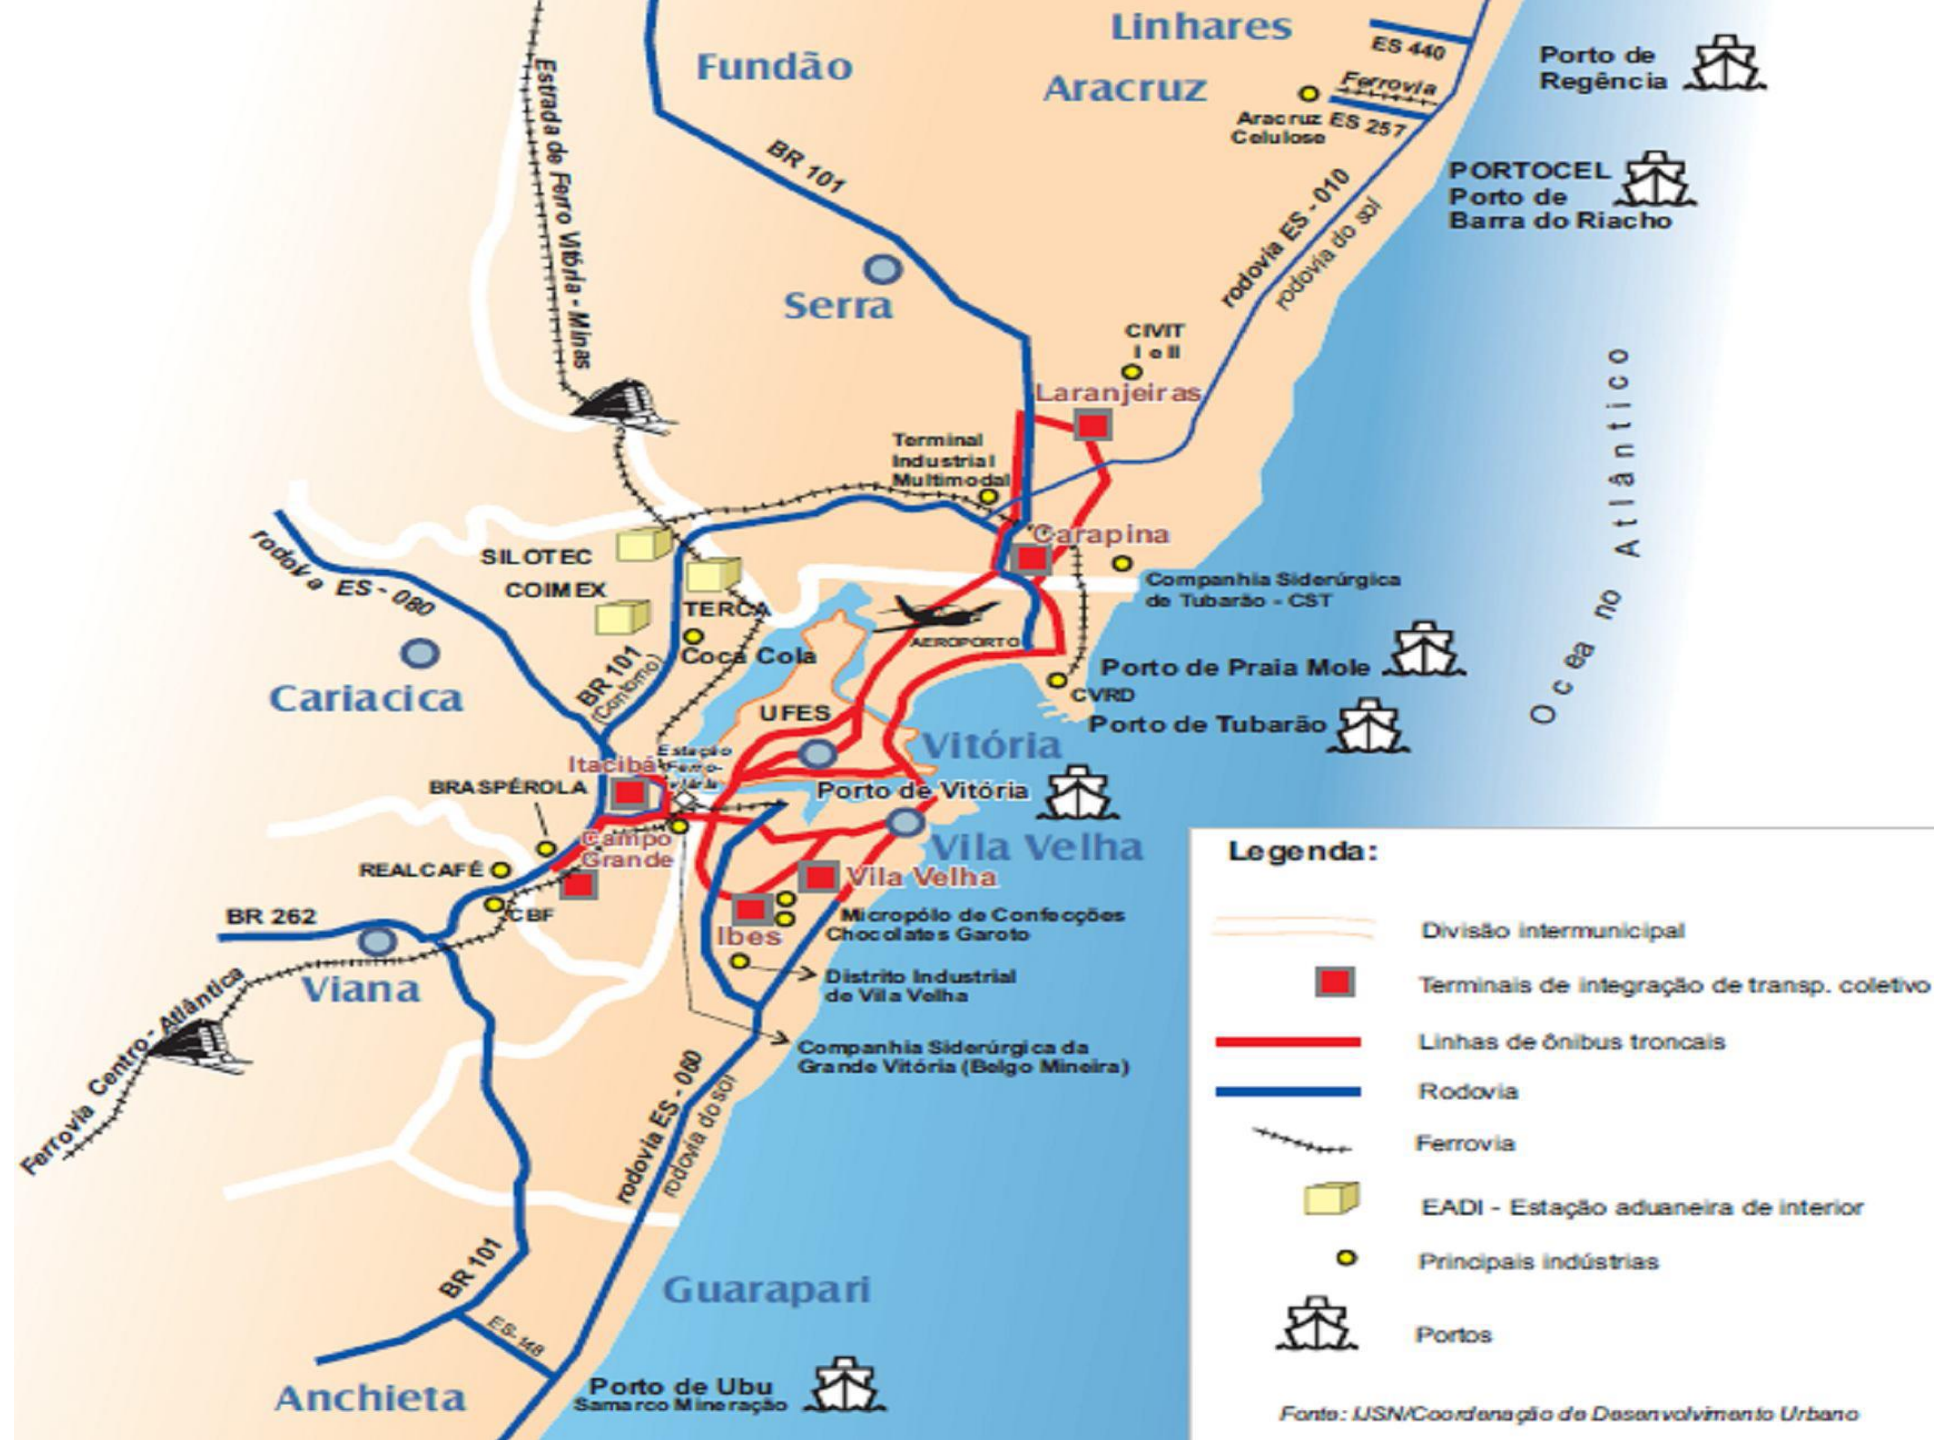 Linhares
Fundão
Aracruz
ES 440
Ferrovia
Aracruz
Celulose
ES 257
Porto de
Regência
PORTOCEL
Porto de
Barra do Riacho
Estrada de Ferro Vitória - Minas
BR 101
rodovia ES - 010
rodovia do sol
Serra
CIVIT
I e II
Laranjeiras
Terminal
Industrial
Multimodal
Oceano Atlântico
Carapina
SILOTEC
COIMEX
TERCA
rodovia ES - 080
Companhia Siderúrgica
de Tubarão - CST
AEROPORTO
Coca Cola
BR 101
(Contorno)
Cariacica
Porto de Praia Mole
CVRD
Porto de Tubarão
UFES
Vitória
Itacibá
Estação
Ferro-
viária
BRASPÉROLA
Porto de Vitória
Campo
Grande
Vila Velha
REALCAFÉ
Vila Velha
CBF
BR 262
Micropólo de Confecções
Chocolates Garoto
Ibes
Viana
Distrito Industrial
de Vila Velha
Ferrovia Centro - Atlântica
Companhia Siderúrgica da
Grande Vitória (Belgo Mineira)
rodovia ES - 060
rodovia do sol
BR 101
Guarapari
ES-148
Anchieta
Porto de Ubu
Samarco Mineração
Legenda:
Divisão intermunicipal
Terminais de integração de transp. coletivo
Linhas de ônibus troncais
Rodovia
Ferrovia
EADI - Estação aduaneira de interior
Principais indústrias
Portos
Fonte: IJSN/Coordenação de Desenvolvimento Urbano